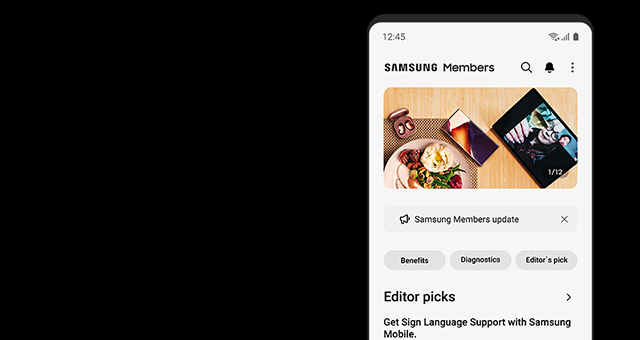 12:45
SAMSUNG Members
1/12
Samsung Members update
Benefits Diagnostics Editor`s pick
Editor picks
Get Sign Language Support with Samsung
Mobile.